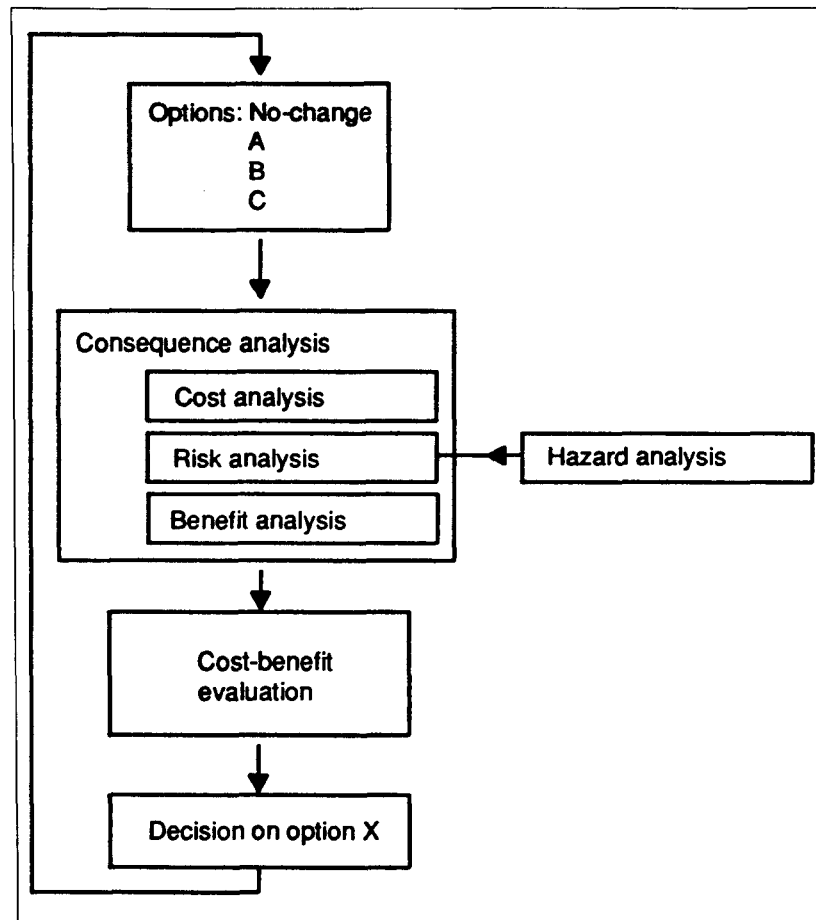 Options: No-change
A
B
C
Consequence analysis
Cost analysis
Risk analysis
Hazard analysis
Benefit analysis
Cost-benefit
evaluation
Decision on option X